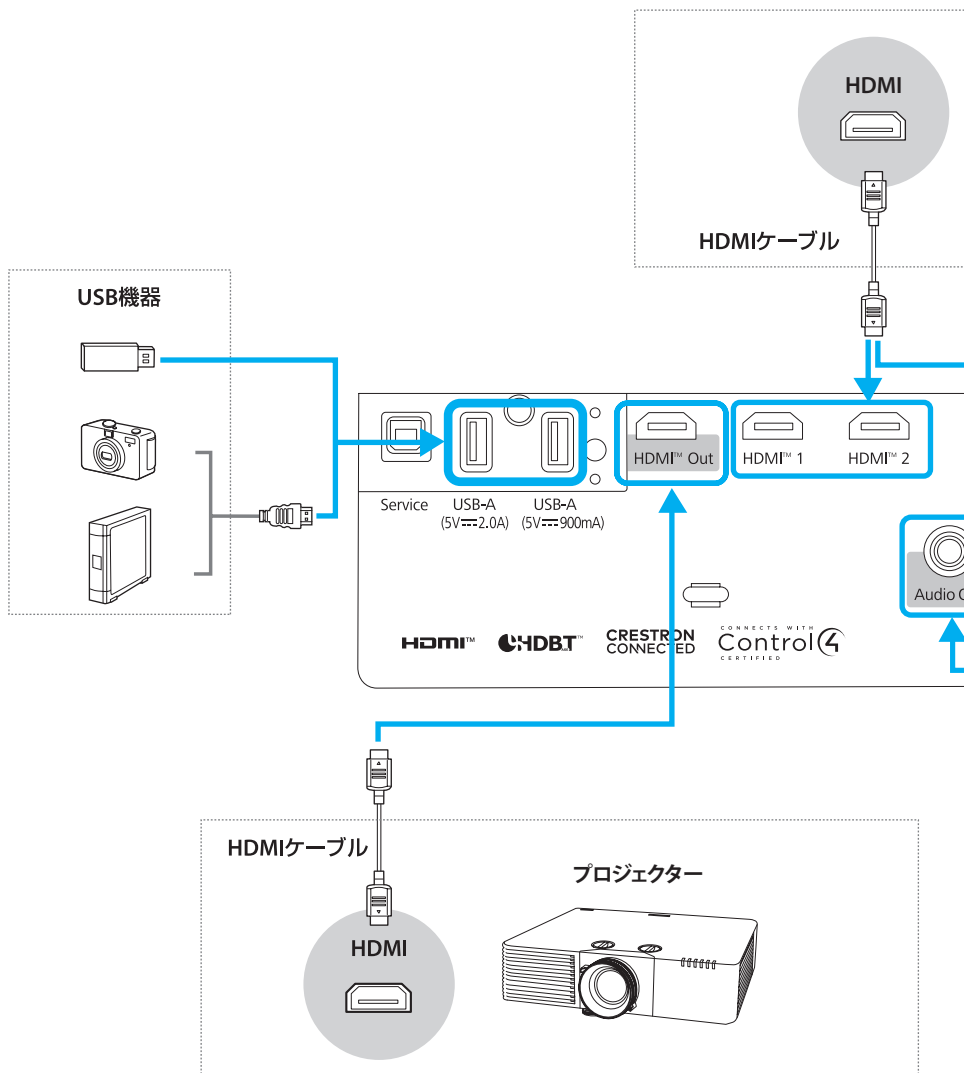 HDMI
HDMIケーブル
USB機器
HDMI™ Out
HDMI™ 1
HDMI™ 2
Service
USB-A
(5V⎓2.0A)
USB-A
(5V⎓900mA)
Audio
HDMI™
HDBT™
CRESTRON
CONNECTED
CONNECTS WITH
Control4
CERTIFIED
HDMIケーブル
プロジェクター
HDMI